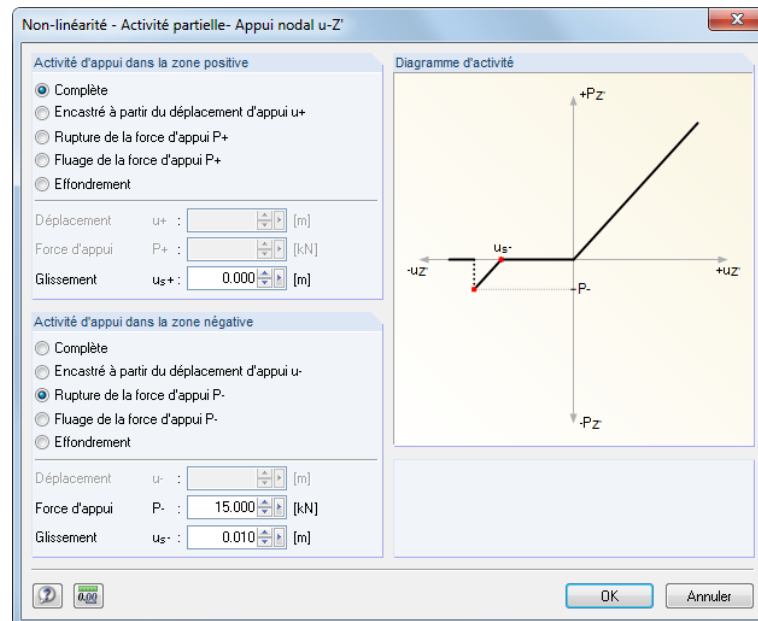 Non-linéarité - Activité partielle- Appui nodal u-Z'
Activité d'appui dans la zone positive
Complète
Encastré à partir du déplacement d'appui u+
Rupture de la force d'appui P+
Fluage de la force d'appui P+
Effondrement
Déplacement u+ : [m]
Force d'appui P+ : [kN]
Glissement us+ : 0.000 [m]
Activité d'appui dans la zone négative
Complète
Encastré à partir du déplacement d'appui u-
Rupture de la force d'appui P-
Fluage de la force d'appui P-
Effondrement
Déplacement u- : [m]
Force d'appui P- : 15.000 [kN]
Glissement us- : 0.010 [m]
Diagramme d'activité
+PZ'
us-
-uZ'
+uZ'
P-
-PZ'
0.00
OK
Annuler